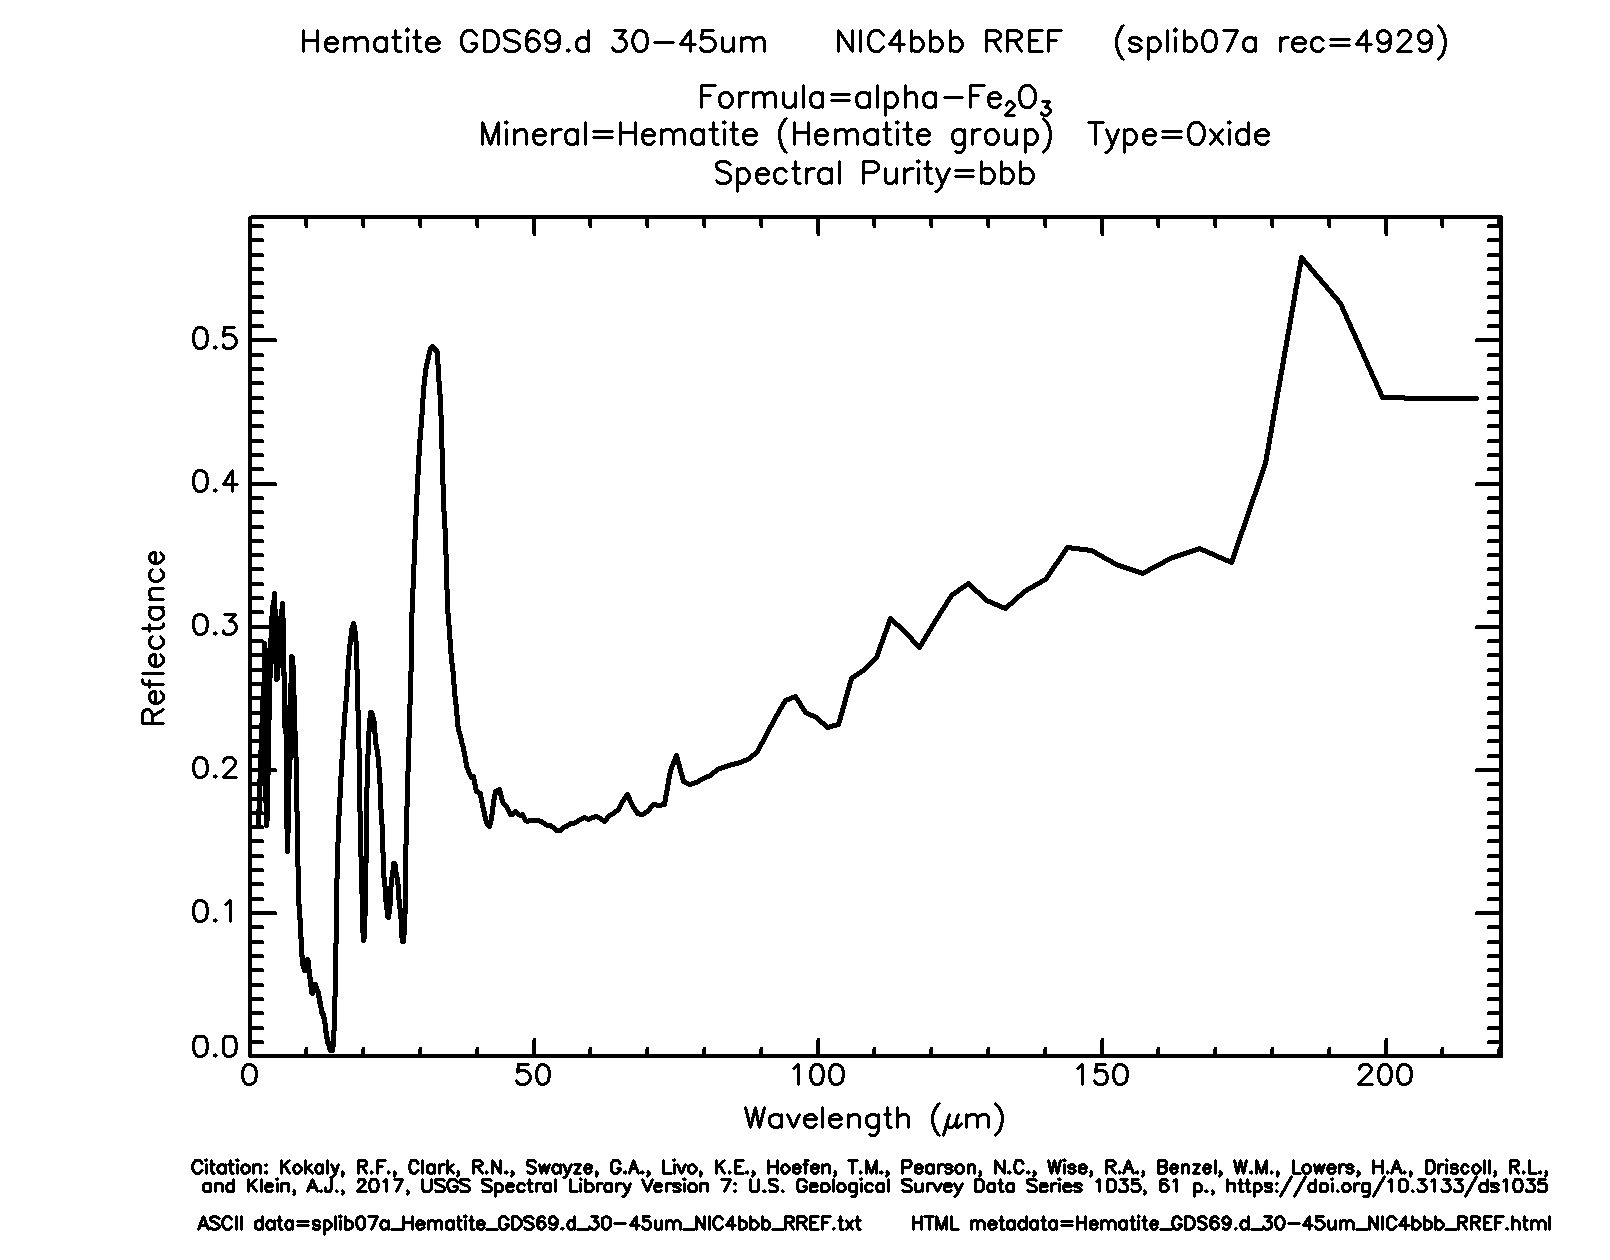 Hematite GDS69.d 30-45um NIC4bbb RREF (splib07a rec=4929)
Formula=alpha-Fe2O3
Mineral=Hematite (Hematite group) Type=Oxide
Spectral Purity=bbb
0.5
0.4
0.3
0.2
0.1
0.0
Reflectance
0 50 100 150 200
Wavelength (μm)
Citation: Kokaly, R.F., Clark, R.N., Swayze, G.A., Livo, K.E., Hoefen, T.M., Pearson, N.C., Wise, R.A., Benzel, W.M., Lowers, H.A., Driscoll, R.L.,
and Klein, A.J., 2017, USGS Spectral Library Version 7: U.S. Geological Survey Data Series 1035, 61 p., https://doi.org/10.3133/ds1035
ASCII data=splib07a_Hematite_GDS69.d_30-45um_NIC4bbb_RREF.txt HTML metadata=Hematite_GDS69.d_30-45um_NIC4bbb_RREF.html